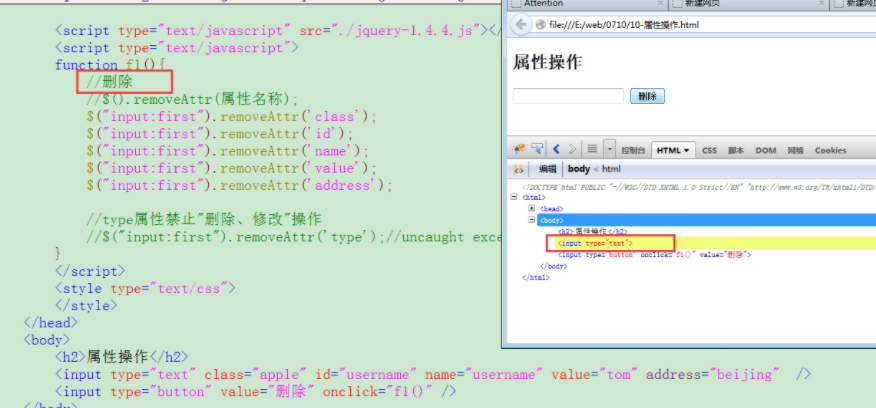 <script type="text/javascript" src="./jquery-1.4.4.js"></
<script type="text/javascript">
function f1(){
//删除
//$().removeAttr(属性名称);
$("input:first").removeAttr('class');
$("input:first").removeAttr('id');
$("input:first").removeAttr('name');
$("input:first").removeAttr('value');
$("input:first").removeAttr('address');
//type属性禁止"删除、修改"操作
//$("input:first").removeAttr('type');//uncaught exce
}
</script>
<style type="text/css">
</style>
</head>
<body>
<h2>属性操作</h2>
<input type="text" class="apple" id="username" name="username" value="tom" address="beijing" />
<input type="button" value="删除" onclick="f1()" />
</body>
Attention
新建网页
新建网
file:///E:/web/0710/10-属性操作.html
属性操作
删除
控制台 HTML CSS 脚本 DOM 网络 Cookies
编辑 body < html
<!DOCTYPE html PUBLIC "-//W3C//DTD XHTML 1.0 Strict//EN" "http://www.w3.org/TR/xhtml1/DTD/
<html>
<head>
<body>
<h2>属性操作</h2>
<input type="text">
<input type="button" onclick="f1()" value="删除">
</body>
</html>